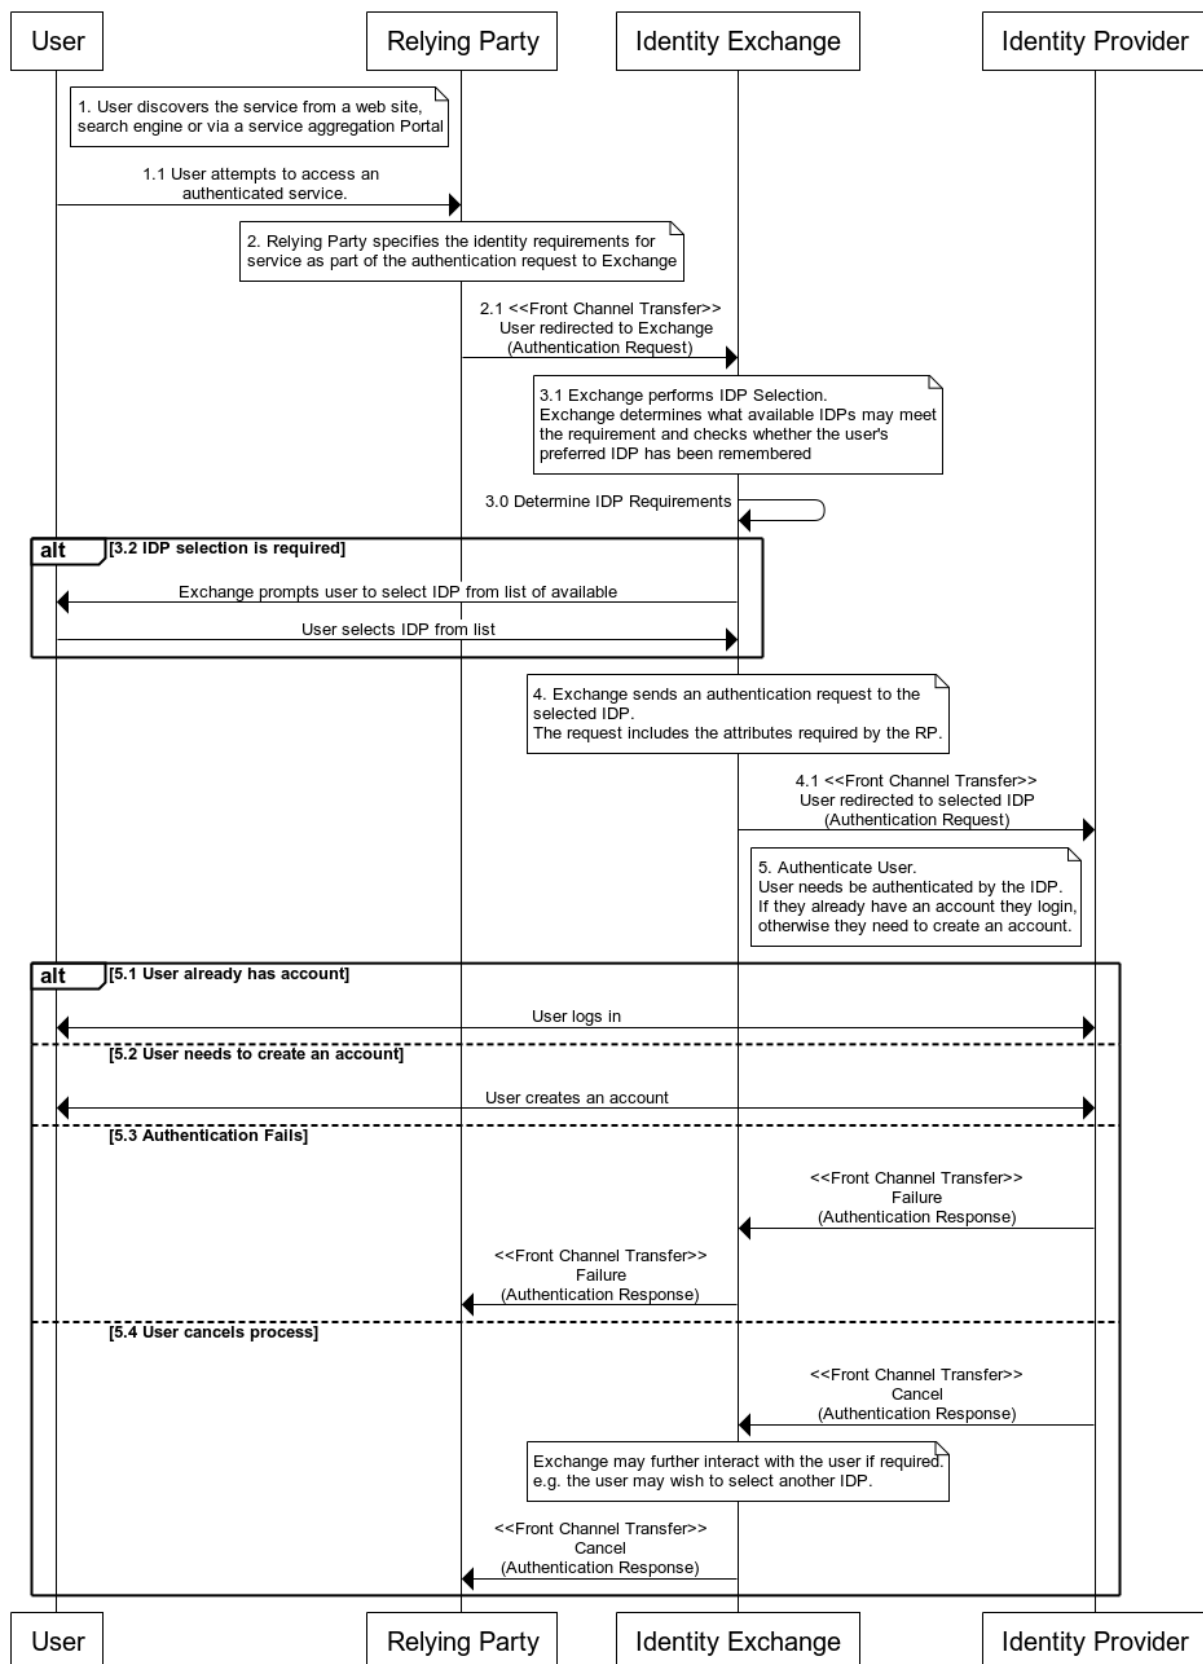 User
Relying Party
Identity Exchange
Identity Provider
1. User discovers the service from a web site,
search engine or via a service aggregation Portal
1.1 User attempts to access an
authenticated service.
2. Relying Party specifies the identity requirements for
service as part of the authentication request to Exchange
2.1 <<Front Channel Transfer>>
User redirected to Exchange
(Authentication Request)
3.1 Exchange performs IDP Selection.
Exchange determines what available IDPs may meet
the requirement and checks whether the user's
preferred IDP has been remembered
3.0 Determine IDP Requirements
alt
[3.2 IDP selection is required]
Exchange prompts user to select IDP from list of available
User selects IDP from list
4. Exchange sends an authentication request to the
selected IDP.
The request includes the attributes required by the RP.
4.1 <<Front Channel Transfer>>
User redirected to selected IDP
(Authentication Request)
5. Authenticate User.
User needs be authenticated by the IDP.
If they already have an account they login,
otherwise they need to create an account.
alt
[5.1 User already has account]
User logs in
[5.2 User needs to create an account]
User creates an account
[5.3 Authentication Fails]
<<Front Channel Transfer>>
Failure
(Authentication Response)
<<Front Channel Transfer>>
Failure
(Authentication Response)
[5.4 User cancels process]
<<Front Channel Transfer>>
Cancel
(Authentication Response)
Exchange may further interact with the user if required.
e.g. the user may wish to select another IDP.
<<Front Channel Transfer>>
Cancel
(Authentication Response)
User
Relying Party
Identity Exchange
Identity Provider